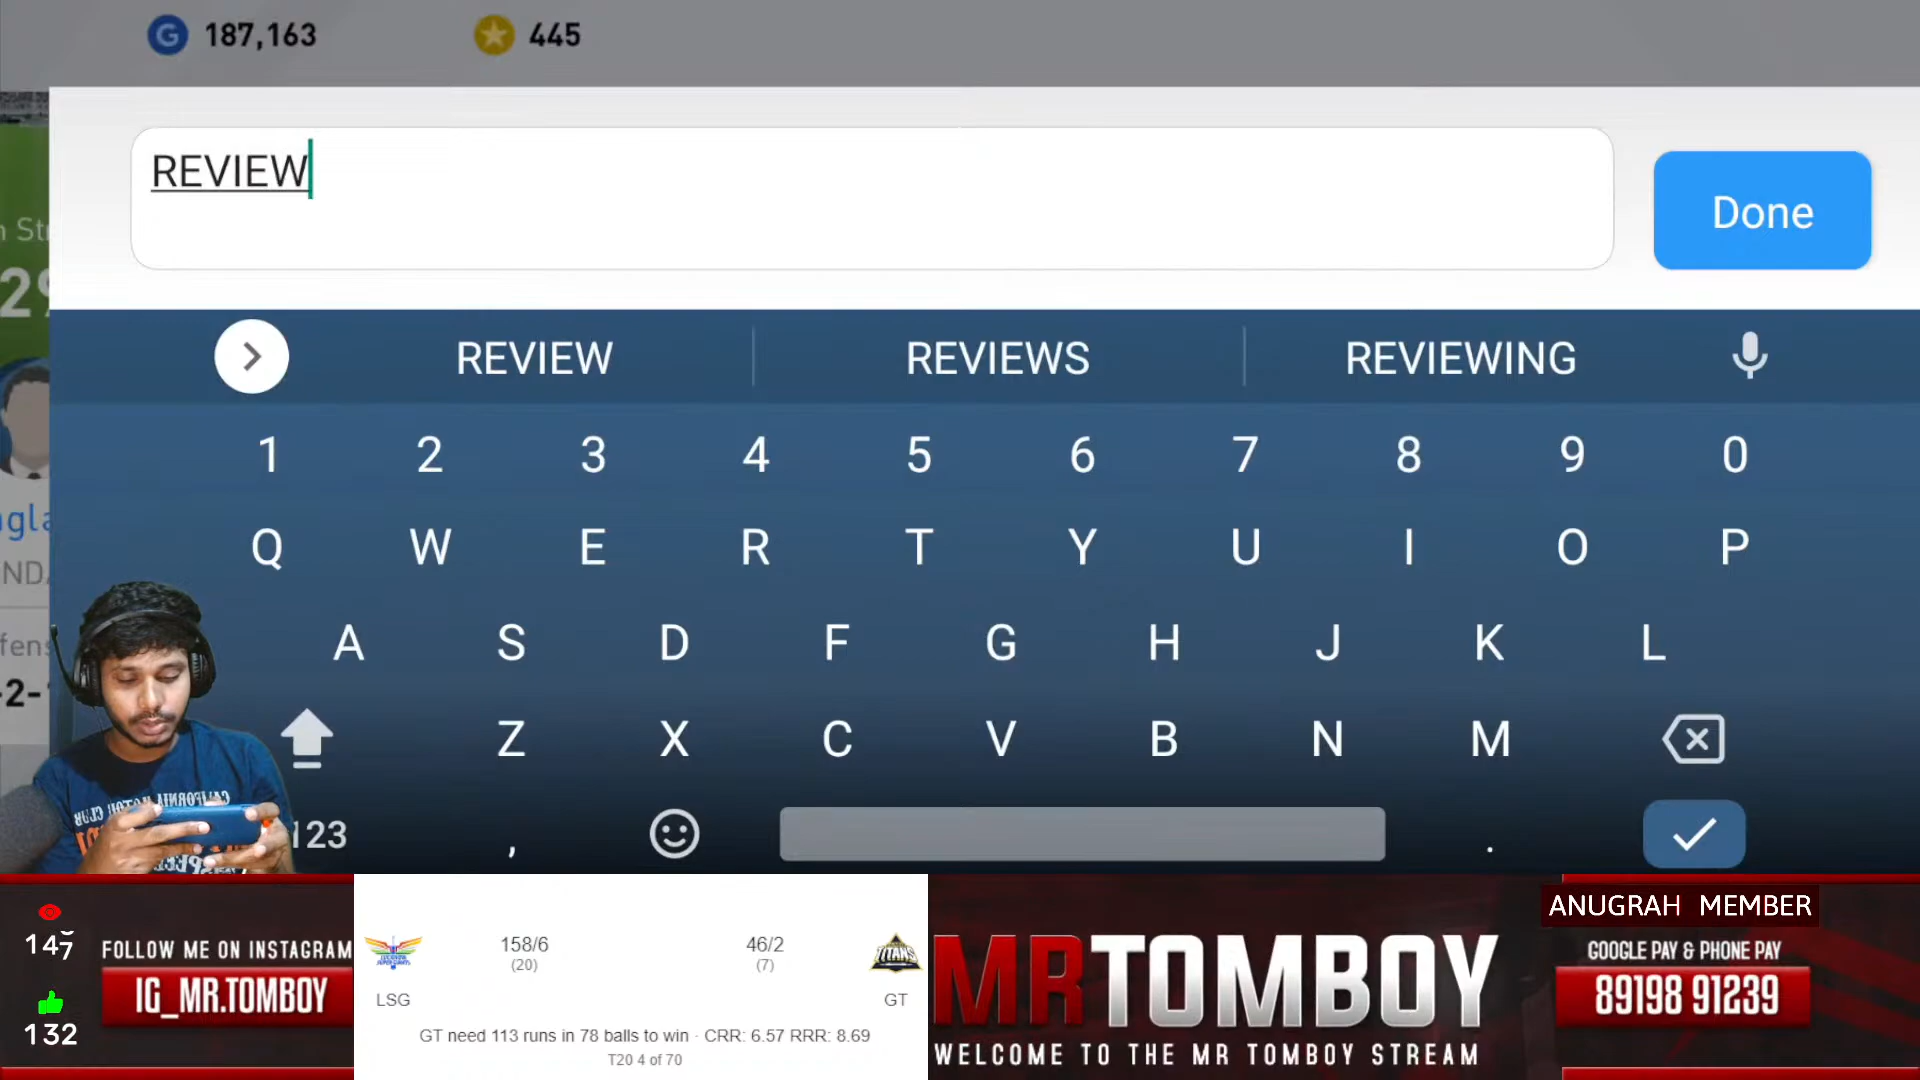 187,163 445
REVIEW
Done
REVIEW REVIEWS REVIEWING
1 2 3 4 5 6 7 8 9 0
Q W E R T Y U I O P
A S D F G H J K L
Z X C V B N M
123 , .
147
132
FOLLOW ME ON INSTAGRAM
IG_MR.TOMBOY
158/6 46/2
(20) (7)
LSG GT
GT need 113 runs in 78 balls to win · CRR: 6.57 RRR: 8.69
T20 4 of 70
MRTOMBOY
WELCOME TO THE MR TOMBOY STREAM
ANUGRAH MEMBER
GOOGLE PAY & PHONE PAY
89198 91239
TITANS
CALIFORNIA
CLUB